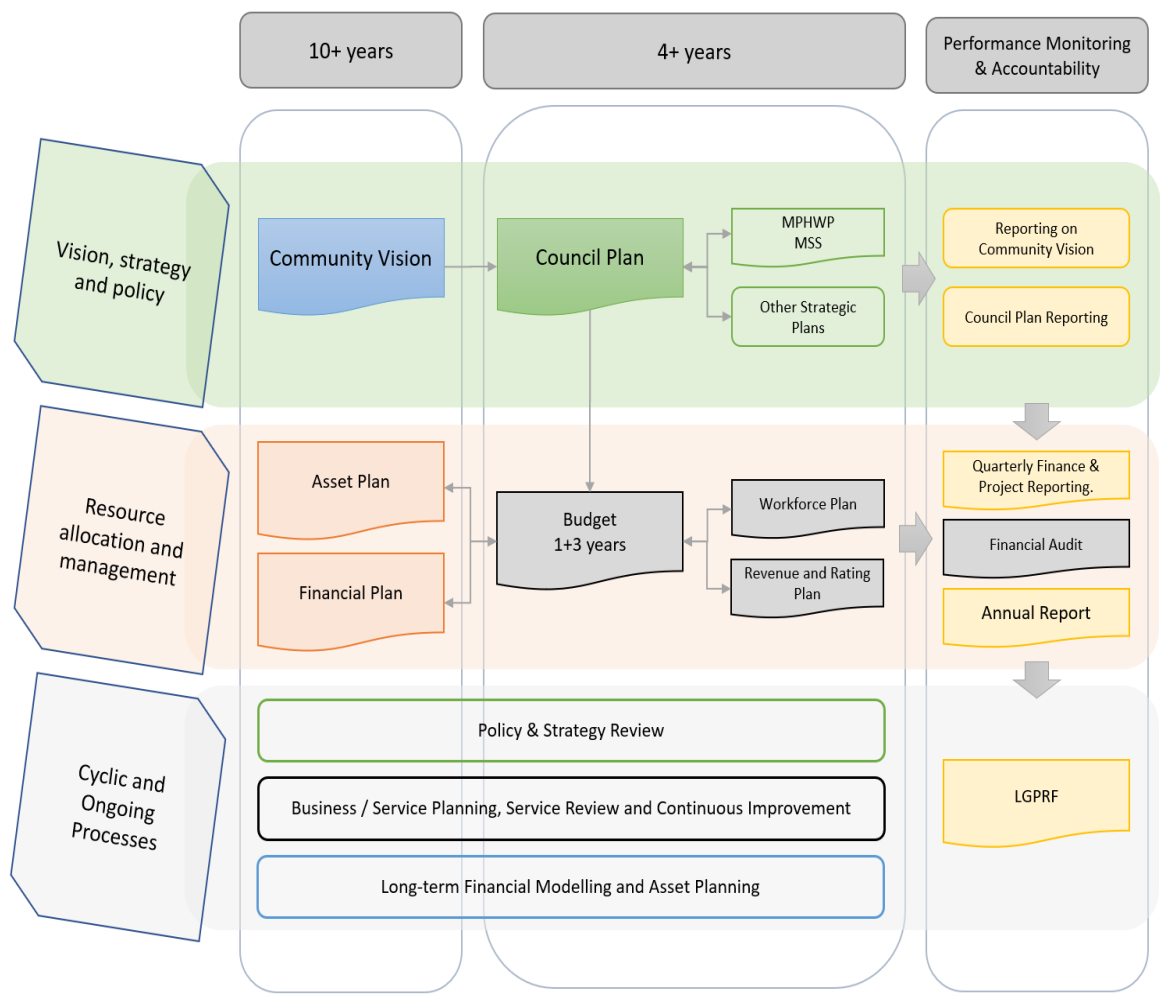 10+ years
4+ years
Performance Monitoring
& Accountability
Vision, strategy
and policy
Community Vision
Council Plan
MPHWP
MSS
Other Strategic
Plans
Reporting on
Community Vision
Council Plan Reporting
Resource
allocation and
management
Asset Plan
Financial Plan
Budget
1+3 years
Workforce Plan
Revenue and Rating
Plan
Quarterly Finance &
Project Reporting.
Financial Audit
Annual Report
Cyclic and
Ongoing
Processes
Policy & Strategy Review
Business / Service Planning, Service Review and Continuous Improvement
Long-term Financial Modelling and Asset Planning
LGPRF